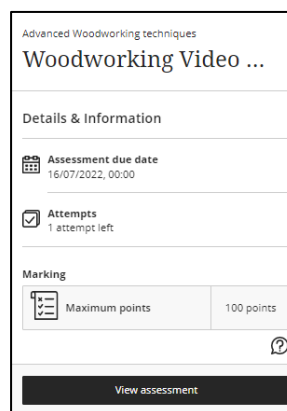 Advanced Woodworking techniques
Woodworking Video ...
Details & Information
Assessment due date
16/07/2022, 00:00
Attempts
1 attempt left
Marking
Maximum points 100 points
View assessment